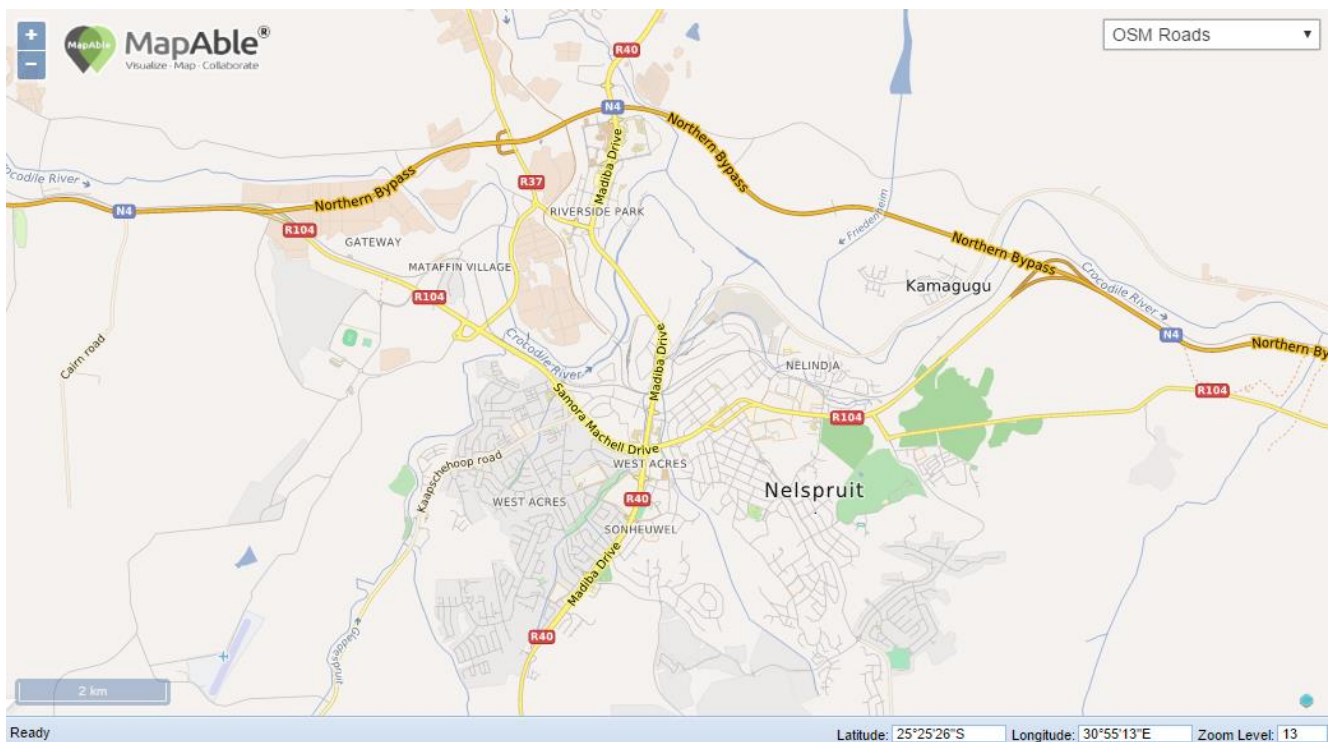 +
−
MapAble
MapAble®
Visualize · Map · Collaborate
OSM Roads
R40
N4
Northern Bypass
Madiba Drive
R37
Crocodile River
Northern Bypass
N4
RIVERSIDE PARK
R104
GATEWAY
Friedenheim
MATAFFIN VILLAGE
Northern Bypass
Kamagugu
Crocodile River
R104
N4
Northern By
Cairn road
Crocodile River
Madiba Drive
NELINDJA
R104
Samora Machell Drive
R104
WEST ACRES
Kaapschehoop road
Nelspruit
WEST ACRES
R40
SONHEUWEL
Madiba Drive
Gladdespruit
R40
2 km
Ready
Latitude: 25°25'26"S
Longitude: 30°55'13"E
Zoom Level: 13